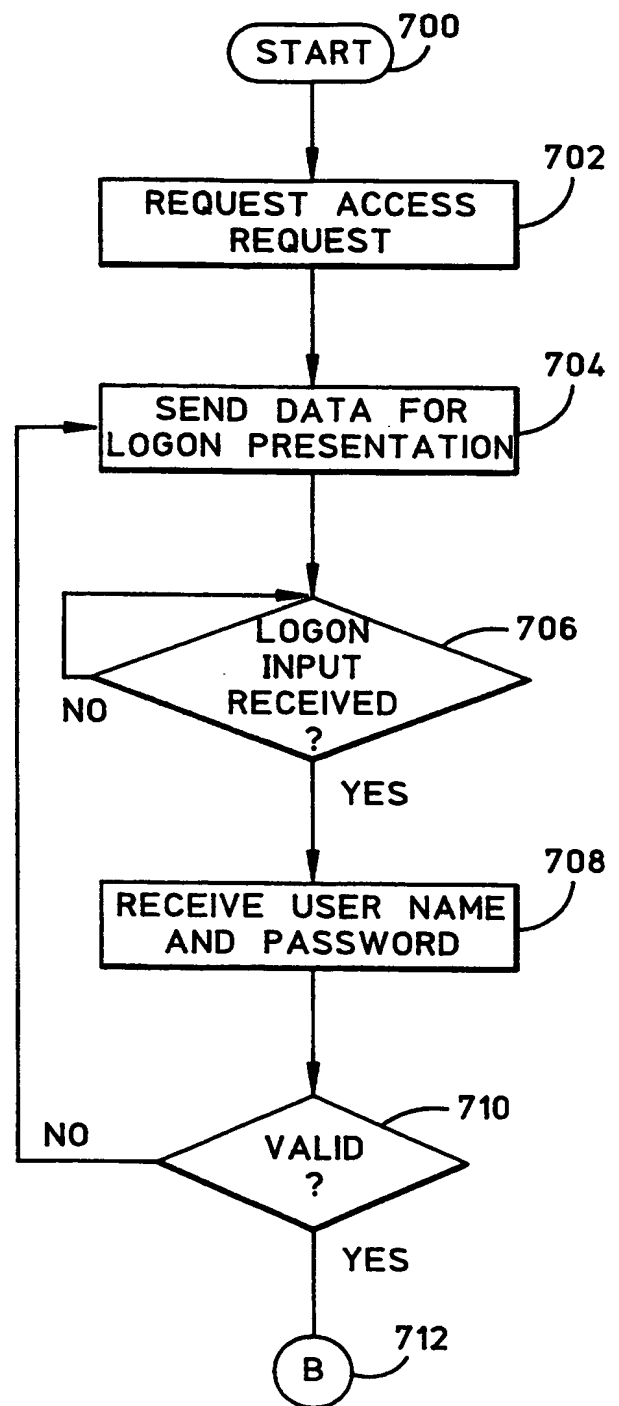 START
700
REQUEST ACCESS
REQUEST
702
SEND DATA FOR
LOGON PRESENTATION
704
LOGON
INPUT
RECEIVED
?
706
NO
YES
RECEIVE USER NAME
AND PASSWORD
708
VALID
?
710
NO
YES
B
712